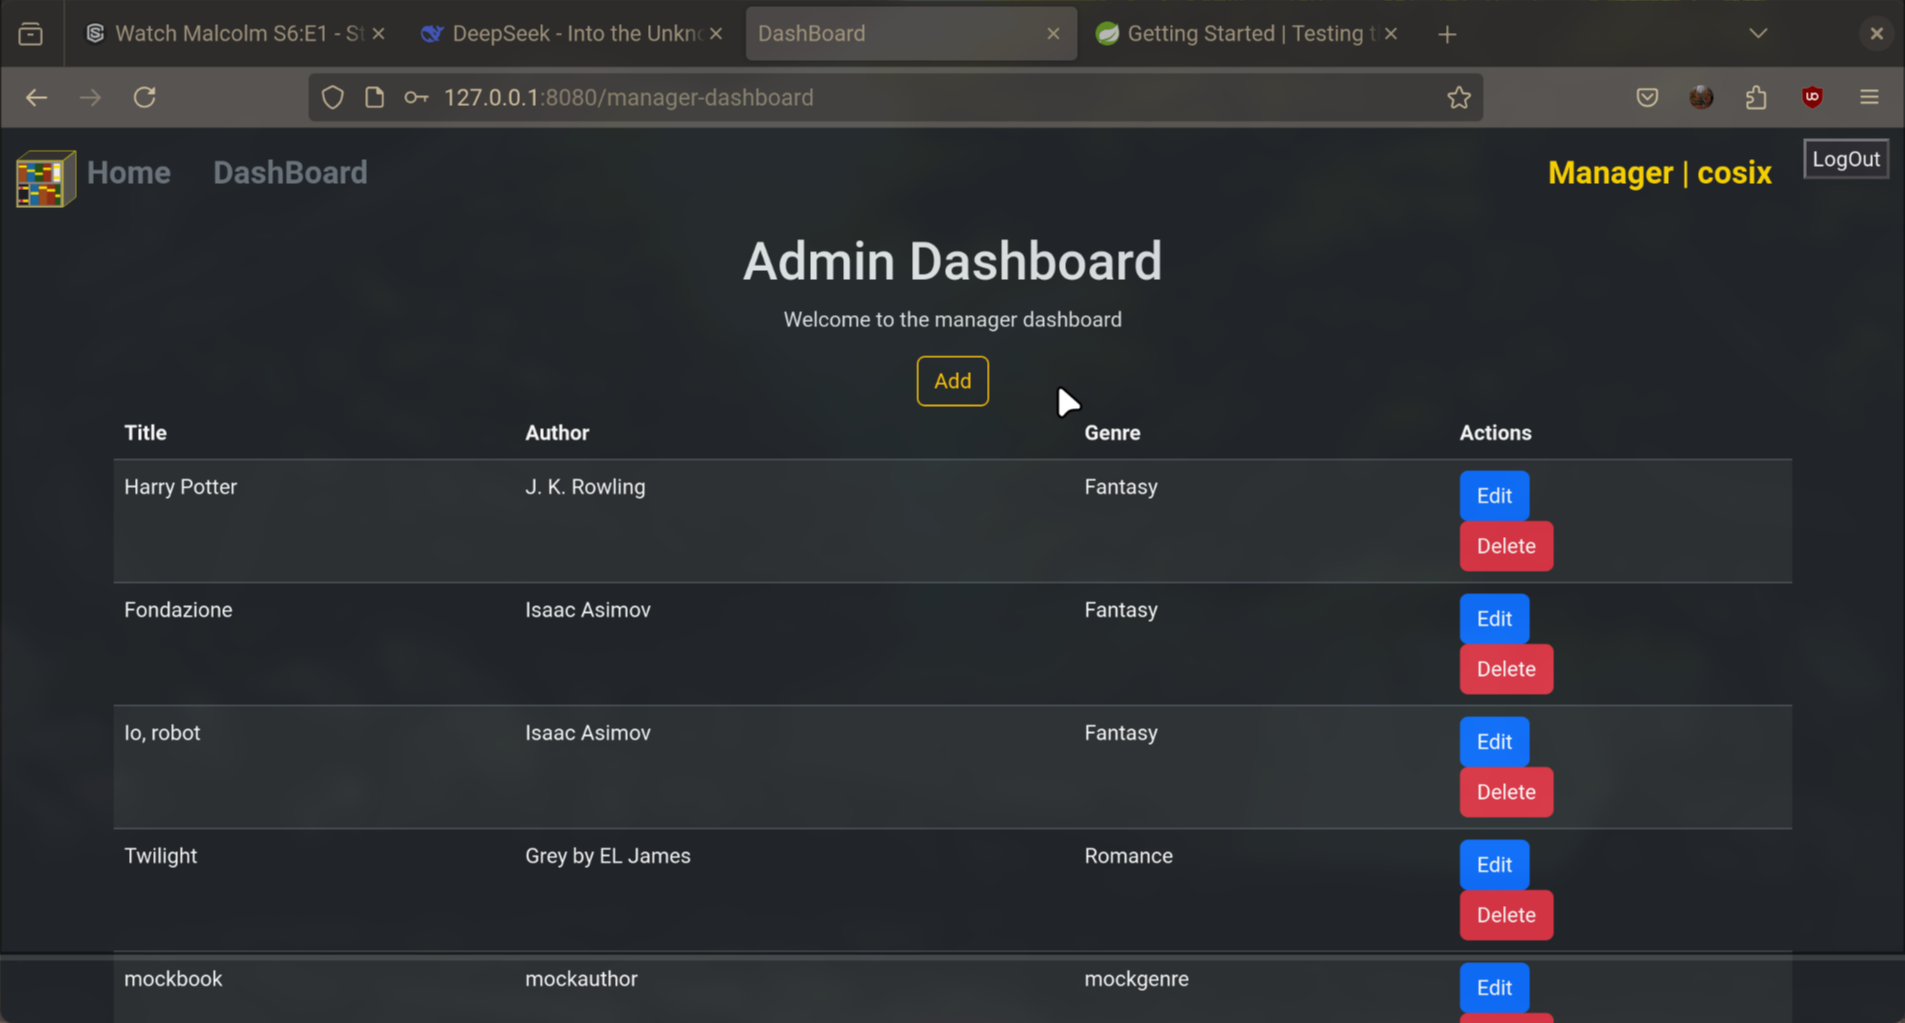 Watch Malcolm S6:E1 - St
DeepSeek - Into the Unkno
DashBoard
Getting Started | Testing t
127.0.0.1:8080/manager-dashboard
Home DashBoard
Manager | cosix
LogOut
Admin Dashboard
Welcome to the manager dashboard
Add
Title Author Genre Actions
Harry Potter J. K. Rowling Fantasy Edit
Delete
Fondazione Isaac Asimov Fantasy Edit
Delete
Io, robot Isaac Asimov Fantasy Edit
Delete
Twilight Grey by EL James Romance Edit
Delete
mockbook mockauthor mockgenre Edit